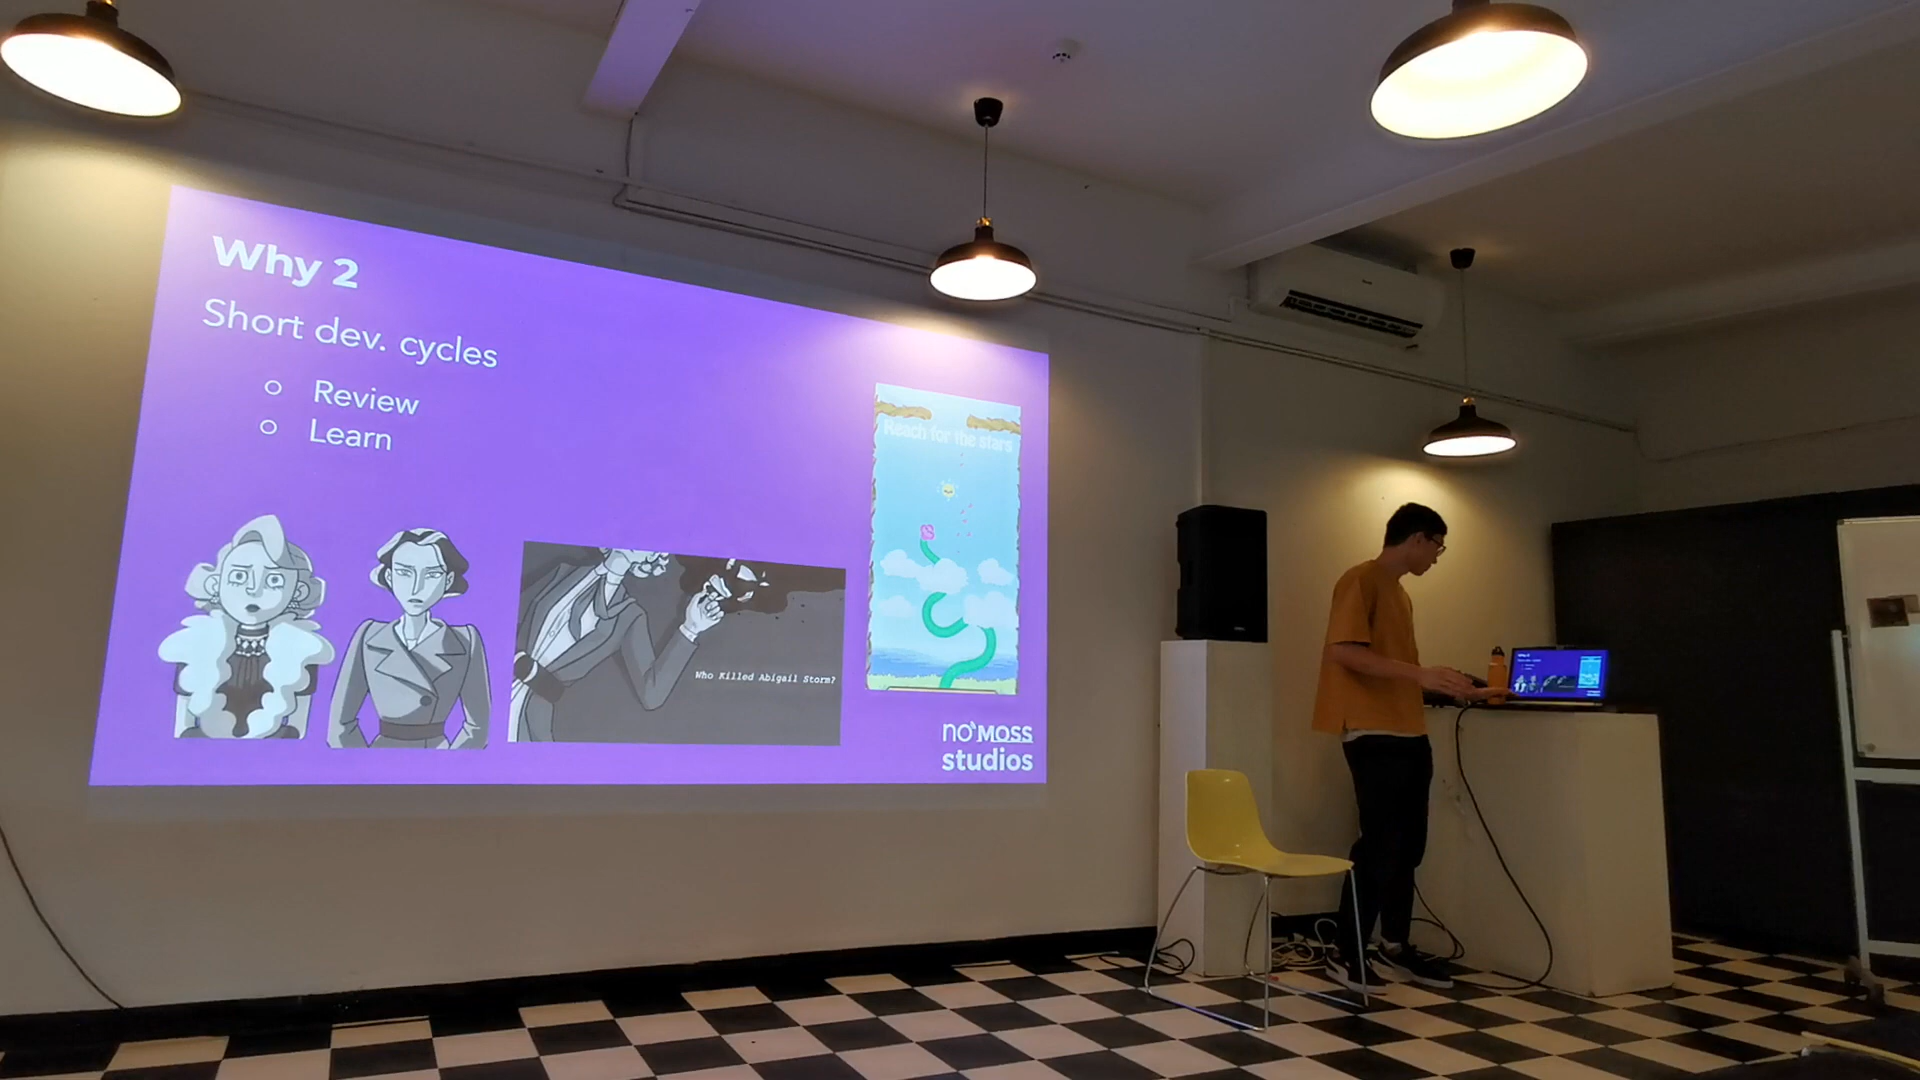 Why 2
Short dev. cycles
Review
Learn
Reach for the stars
Who Killed Abigail Storm?
no moss
studios